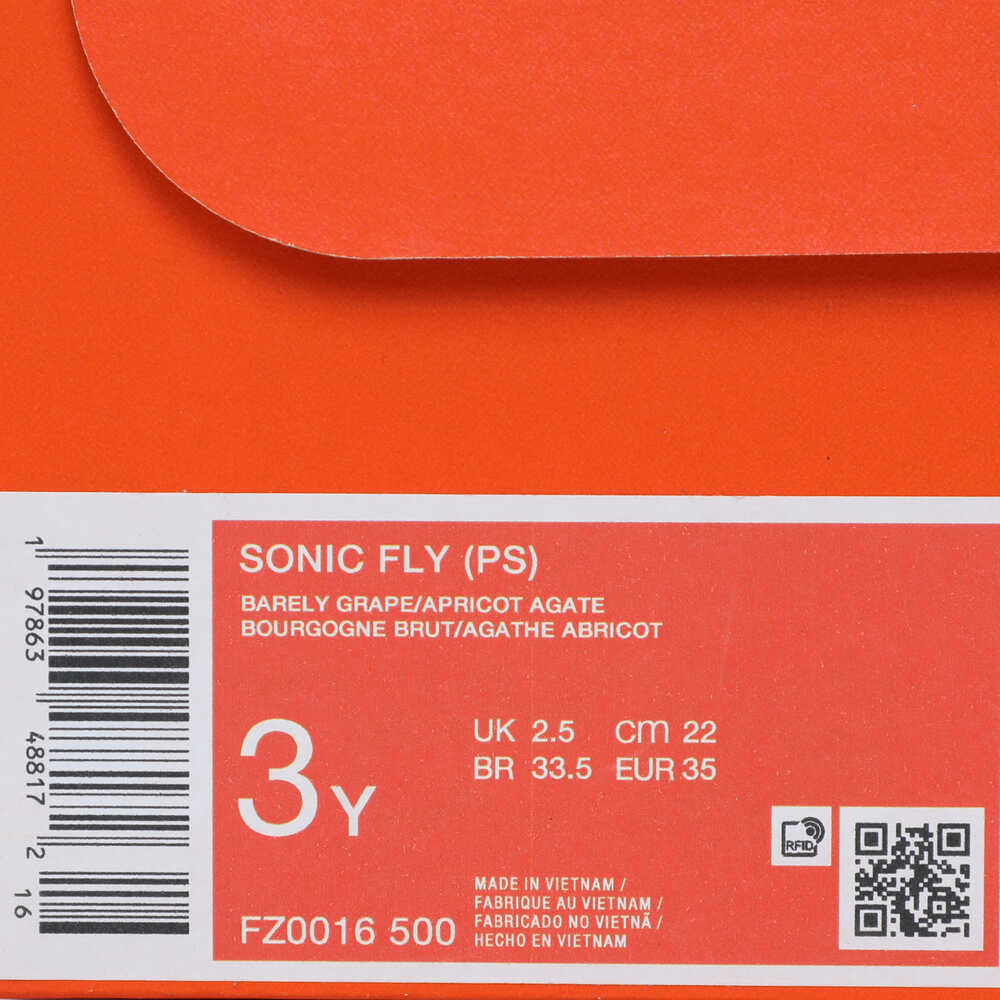 SONIC FLY (PS)
BARELY GRAPE/APRICOT AGATE
BOURGOGNE BRUT/AGATHE ABRICOT
3Y
UK 2.5 cm 22
BR 33.5 EUR 35
MADE IN VIETNAM /
FABRIQUE AU VIETNAM /
FABRICADO NO VIETNÃ /
HECHO EN VIETNAM
FZ0016 500
RFID
1 97863 48817 2
16